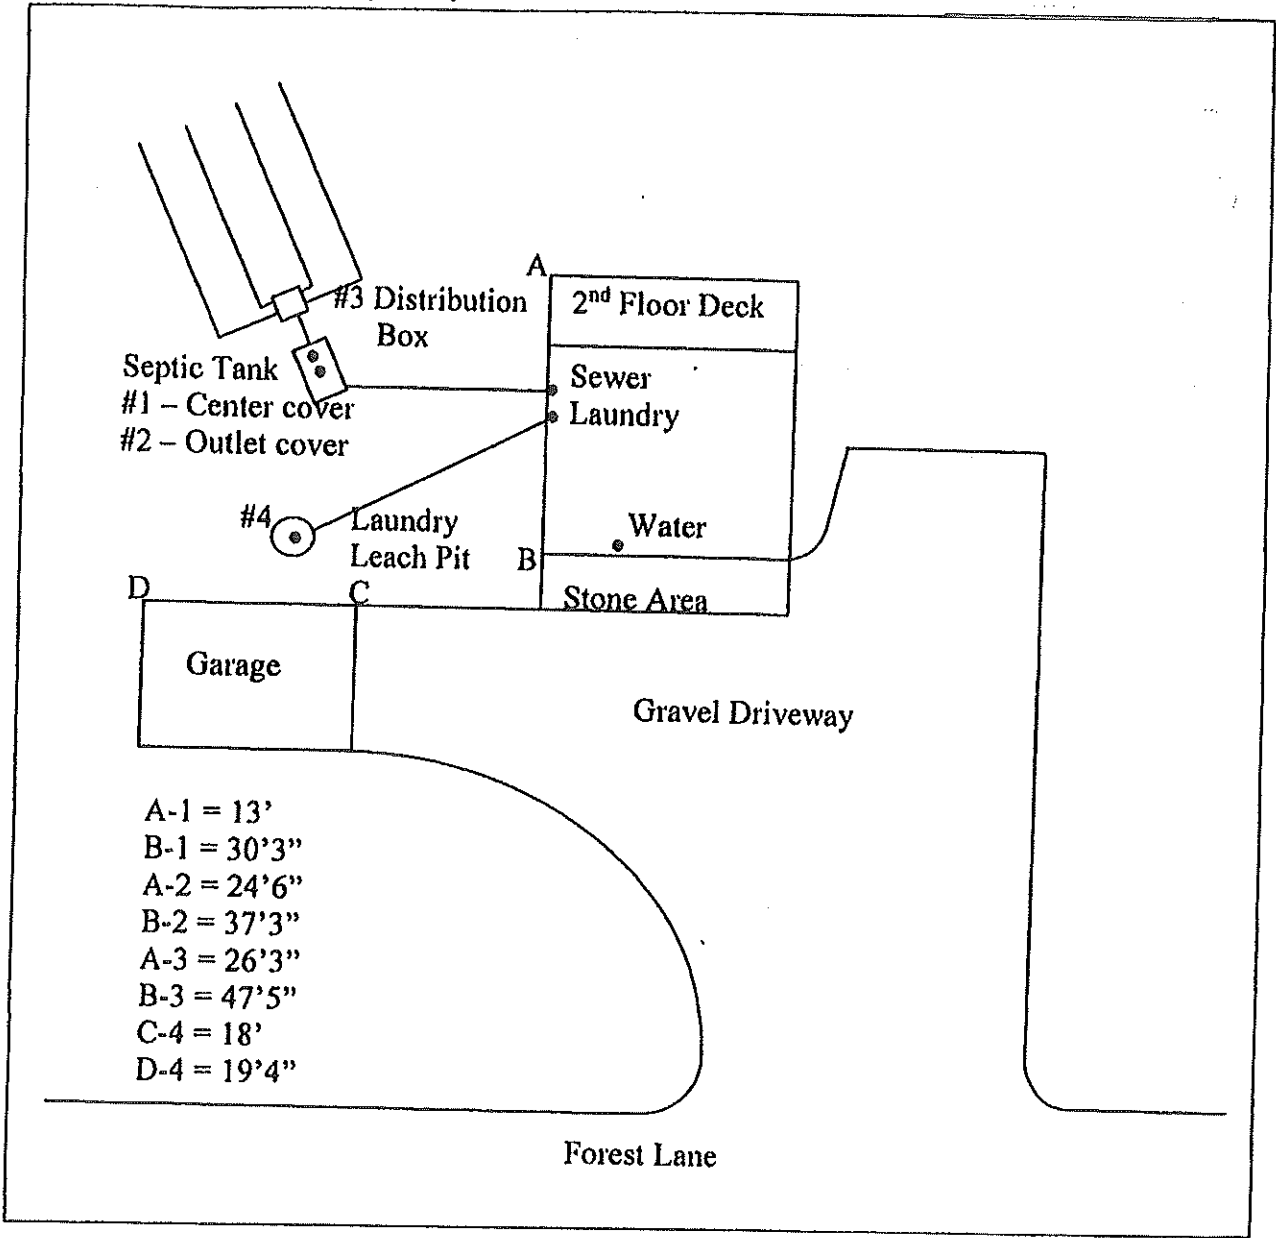 A
2nd Floor Deck
#3 Distribution
Box
Septic Tank
#1 – Center cover
#2 – Outlet cover
Sewer
Laundry
#4
Laundry
Leach Pit
Water
B
D
C
Stone Area
Garage
Gravel Driveway
A-1 = 13’
B-1 = 30’3”
A-2 = 24’6”
B-2 = 37’3”
A-3 = 26’3”
B-3 = 47’5”
C-4 = 18’
D-4 = 19’4”
Forest Lane